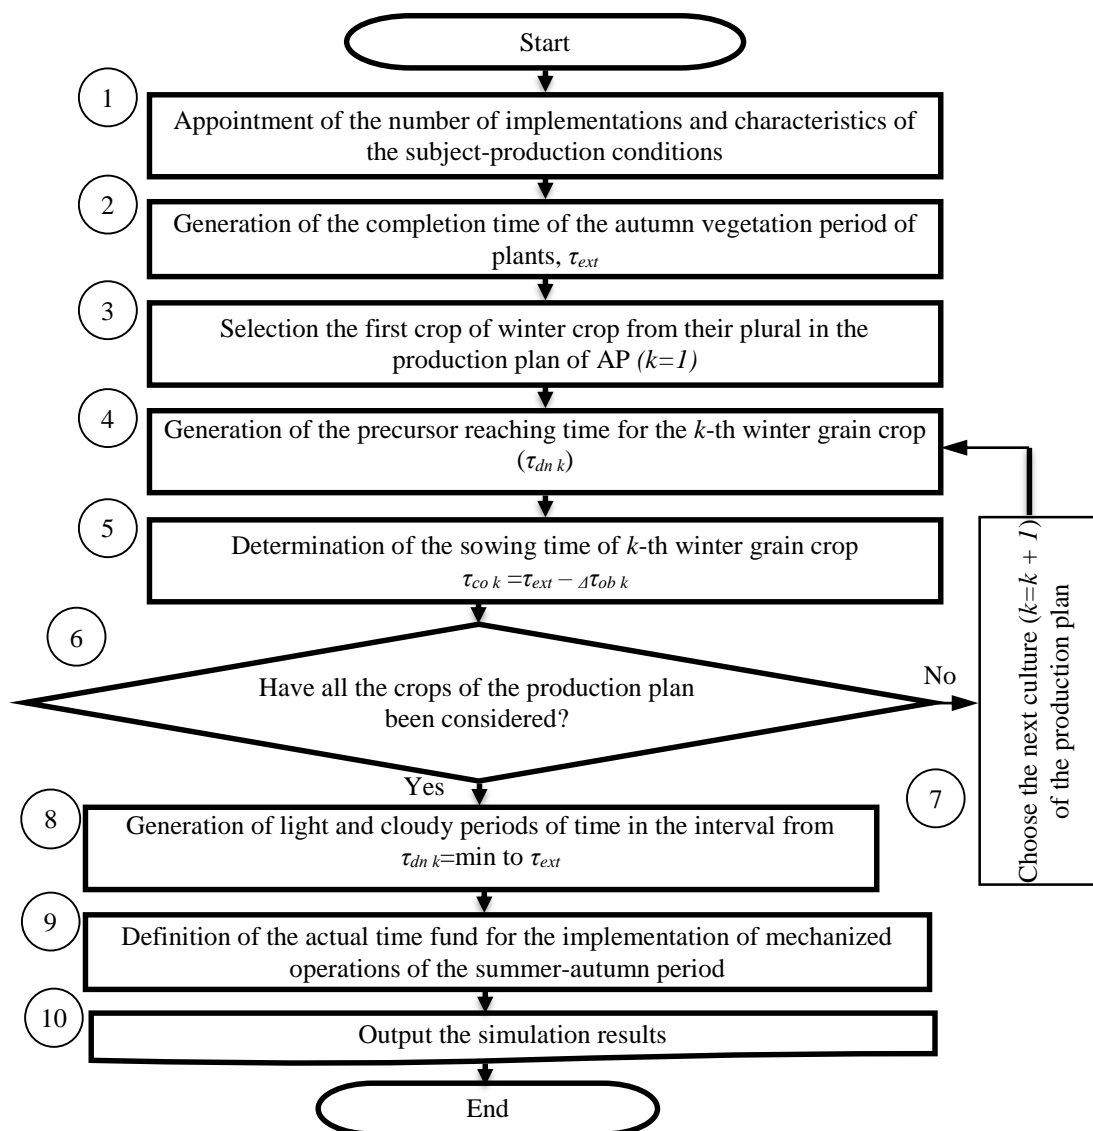 Start
1
Appointment of the number of implementations and characteristics of
the subject-production conditions
2
Generation of the completion time of the autumn vegetation period of
plants, τext
3
Selection the first crop of winter crop from their plural in the
production plan of AP (k=1)
4
Generation of the precursor reaching time for the k-th winter grain crop
(τdn k)
5
Determination of the sowing time of k-th winter grain crop
τco k =τext − Δτob k
6
Have all the crops of the production plan
been considered?
No
Yes
7
Choose the next culture (k=k + 1)
of the production plan
8
Generation of light and cloudy periods of time in the interval from
τdn k=min to τext
9
Definition of the actual time fund for the implementation of mechanized
operations of the summer-autumn period
10
Output the simulation results
End